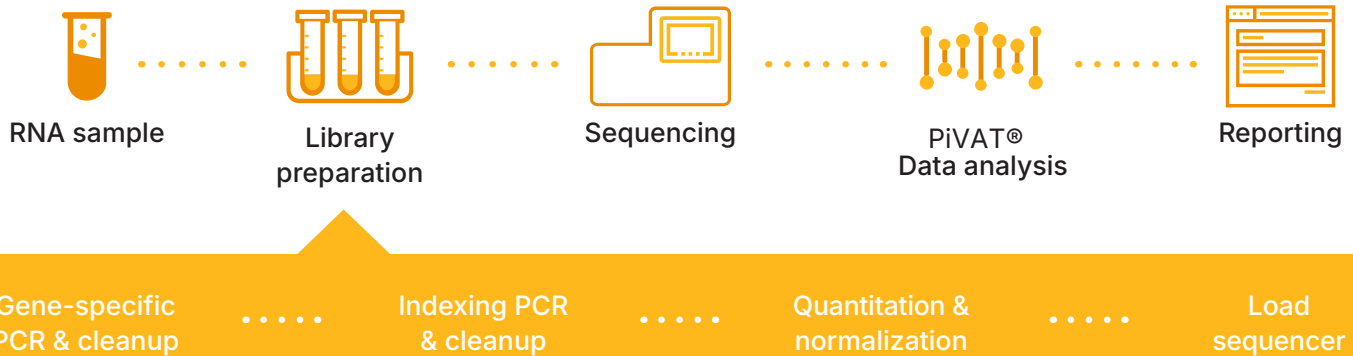 RNA sample
Library
preparation
Sequencing
PiVAT®
Data analysis
Reporting
Gene-specific
PCR & cleanup
Indexing PCR
& cleanup
Quantitation &
normalization
Load
sequencer